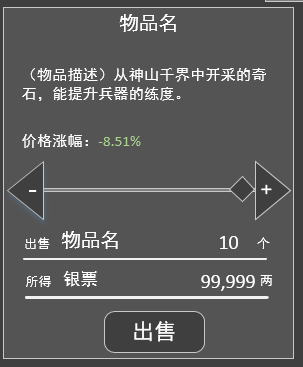 物品名
（物品描述）从神山千界中开采的奇
石，能提升兵器的练度。
价格涨幅：-8.51%
- +
出售 物品名 10 个
所得 银票 99,999 两
出售